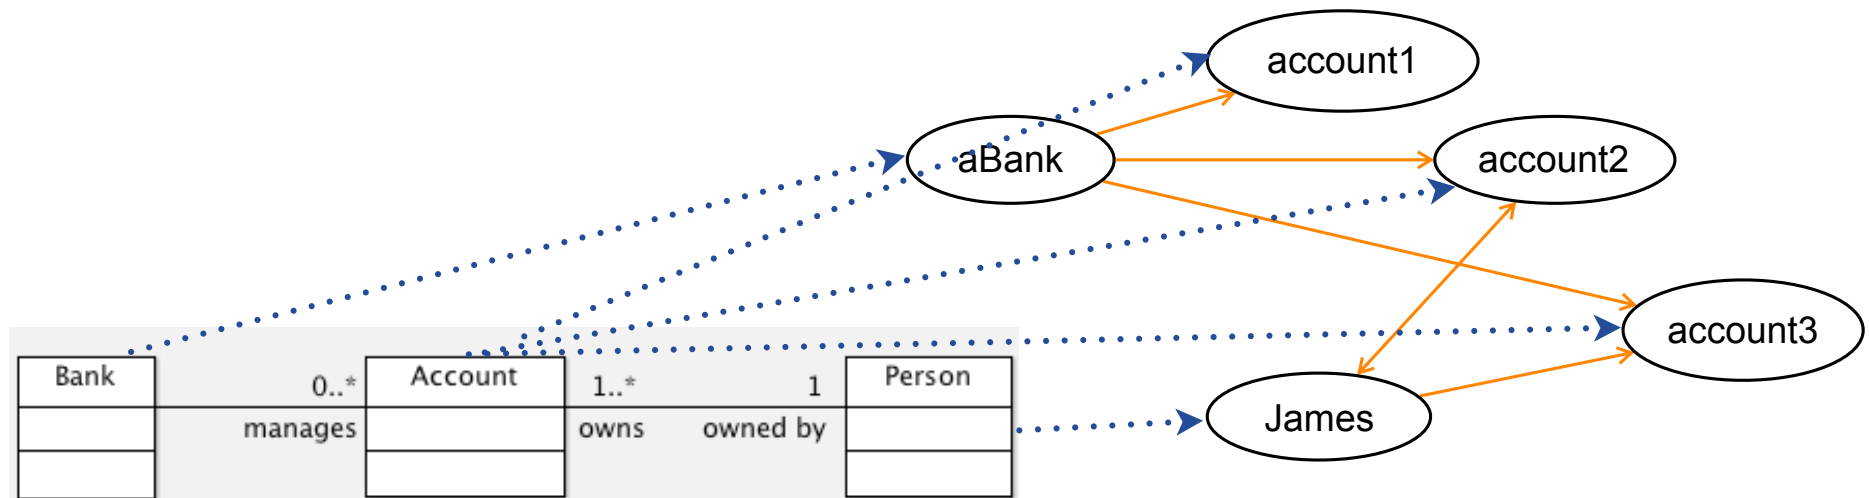 account1
aBank
account2
account3
James
Bank
0..*
manages
Account
1..*
owns
1
owned by
Person